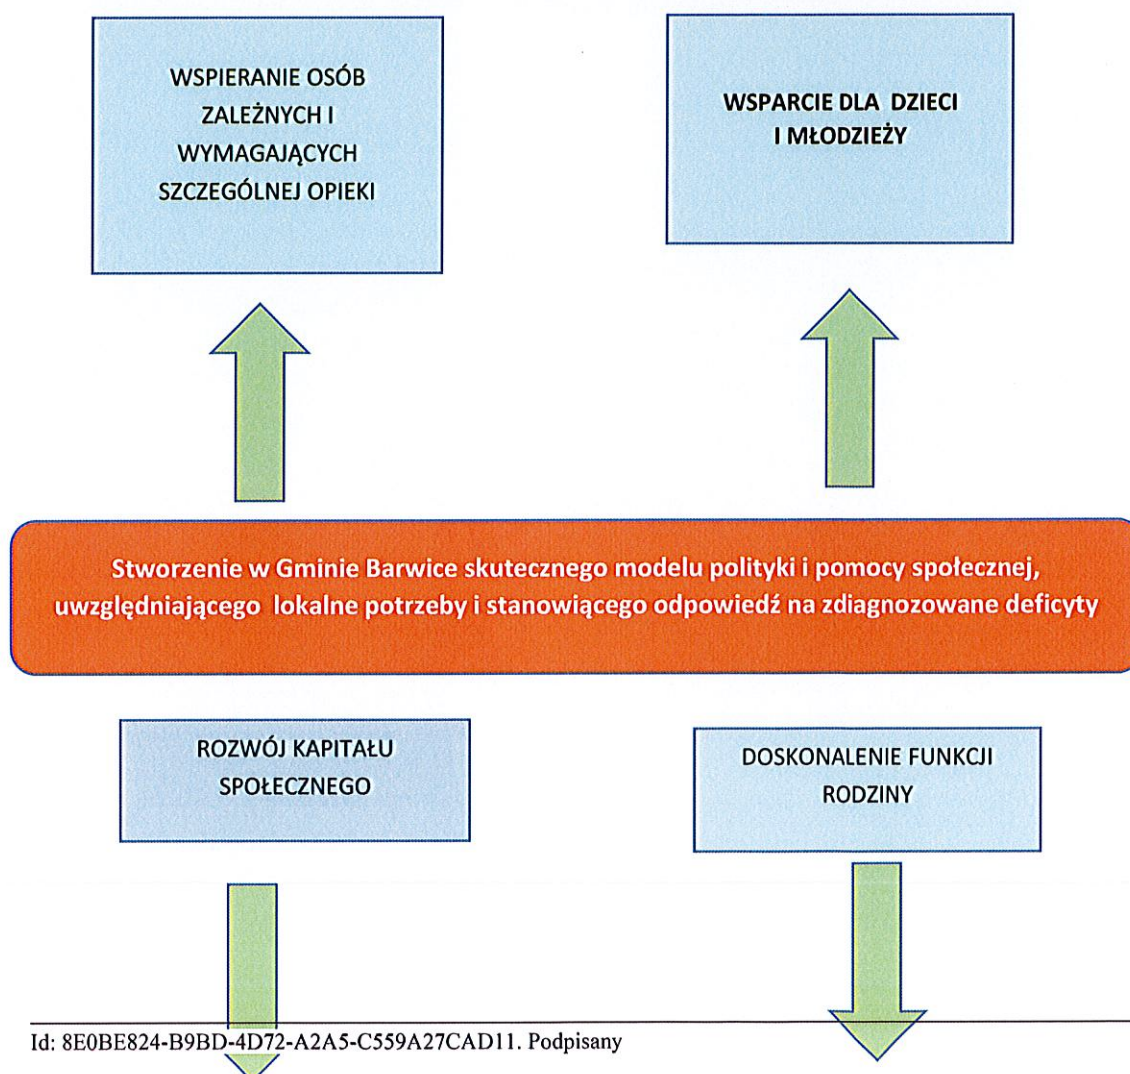 WSPIERANIE OSÓB
ZALEŻNYCH I
WYMAGAJĄCYCH
SZCZEGÓLNEJ OPIEKI
WSPARCIE DLA DZIECI
I MŁODZIEŻY
Stworzenie w Gminie Barwice skutecznego modelu polityki i pomocy społecznej,
uwzględniającego lokalne potrzeby i stanowiącego odpowiedź na zdiagnozowane deficyty
ROZWÓJ KAPITAŁU
SPOŁECZNEGO
DOSKONALENIE FUNKCJI
RODZINY
Id: 8E0BE824-B9BD-4D72-A2A5-C559A27CAD11. Podpisany